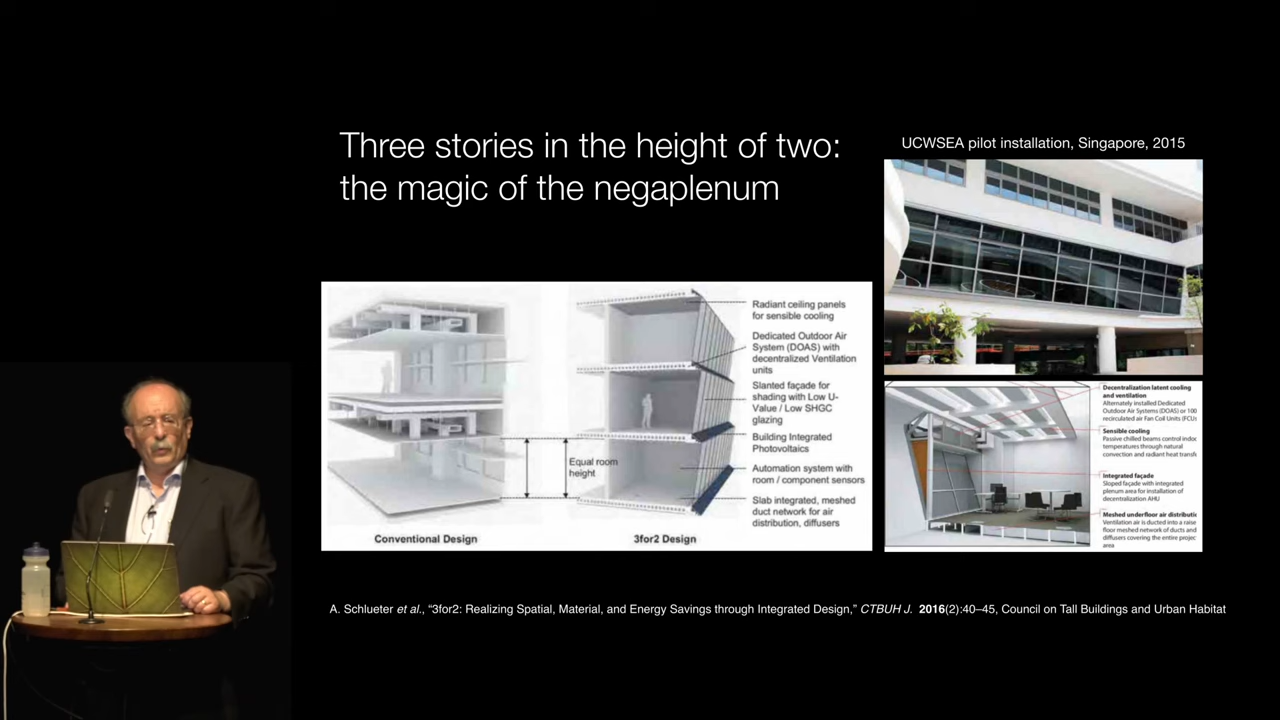 Three stories in the height of two:
the magic of the negaplenum
UCWSEA pilot installation, Singapore, 2015
Radiant ceiling panels
for sensible cooling
Dedicated Outdoor Air
System (DOAS) with
decentralized Ventilation
units
Slanted façade for
shading with Low U-
Value / Low SHGC
glazing
Building Integrated
Photovoltaics
Automation system with
room / component sensors
Slab integrated, meshed
duct network for air
distribution, diffusers
Equal room
height
Conventional Design
3for2 Design
Decentralization latent cooling
and ventilation
Alternately installed Dedicated
Outdoor Air Systems (DOAS) or 100
recirculated air Fan Coil Units (FCUs
Sensible cooling
Passive chilled beams control indoc
temperatures through natural
convection and radiant heat transfe
Integrated façade
Sloped façade with integrated
plenum area for installation of
decentralization AHU
Meshed underfloor air distributic
Ventilation air is ducted into a raise
floor meshed network of ducts and
diffusers covering the entire projec
area
A. Schlueter et al., “3for2: Realizing Spatial, Material, and Energy Savings through Integrated Design,” CTBUH J. 2016(2):40–45, Council on Tall Buildings and Urban Habitat